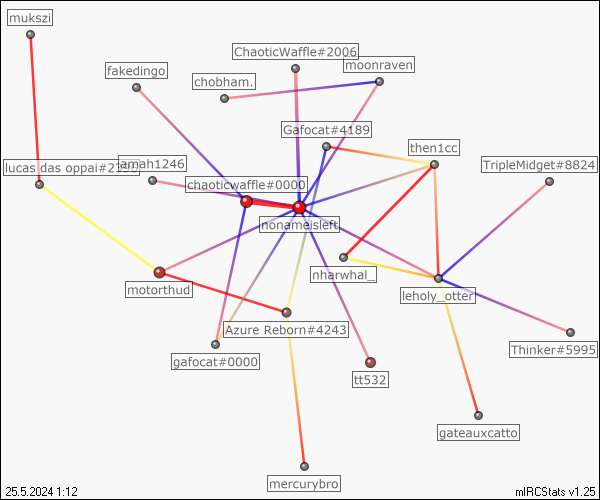 mukszi
ChaoticWaffle#2006
moonraven
fakedingo
chobham.
Gafocat#4189
then1cc
lucas das oppai#2
amah1246
TripleMidget#8824
chaoticwaffle#0000
nonameisleft
nharwhal_
motorthud
leholy_otter
Azure Reborn#4243
gafocat#0000
Thinker#5995
tt532
gateauxcatto
mercurybro
25.5.2024 1:12
mIRCStats v1.25